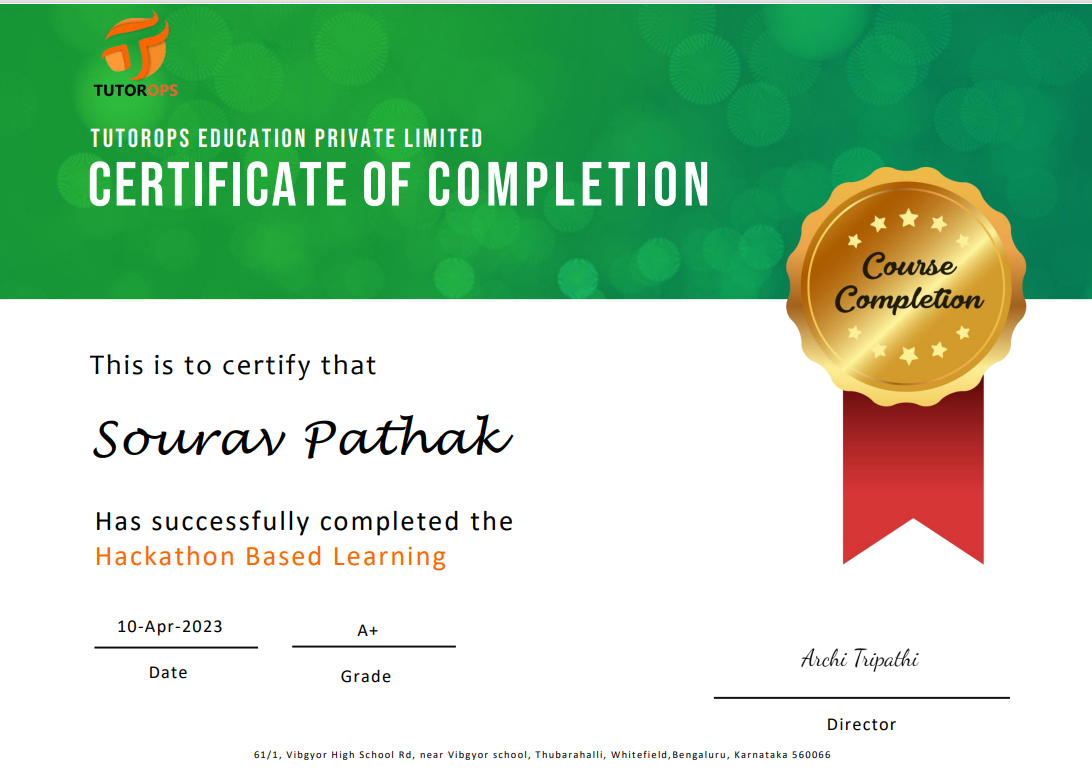 TUTOROPS
TUTOROPS EDUCATION PRIVATE LIMITED
CERTIFICATE OF COMPLETION
Course
Completion
This is to certify that
Sourav Pathak
Has successfully completed the
Hackathon Based Learning
10-Apr-2023
Date
A+
Grade
Archi Tripathi
Director
61/1, Vibgyor High School Rd, near Vibgyor school, Thubarahalli, Whitefield,Bengaluru, Karnataka 560066